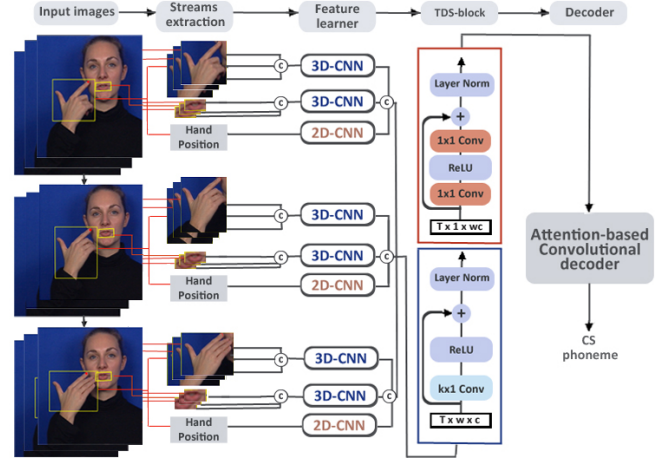 Input images
Streams
extraction
Feature
learner
TDS-block
Decoder
c
3D-CNN
3D-CNN
c
c
Hand
Position
2D-CNN
c
3D-CNN
3D-CNN
c
c
Hand
Position
2D-CNN
c
3D-CNN
3D-CNN
c
c
Hand
Position
2D-CNN
Layer Norm
+
1x1 Conv
ReLU
1x1 Conv
T x 1 x wc
Layer Norm
+
ReLU
kx1 Conv
T x w x c
Attention-based
Convolutional
decoder
CS
phoneme